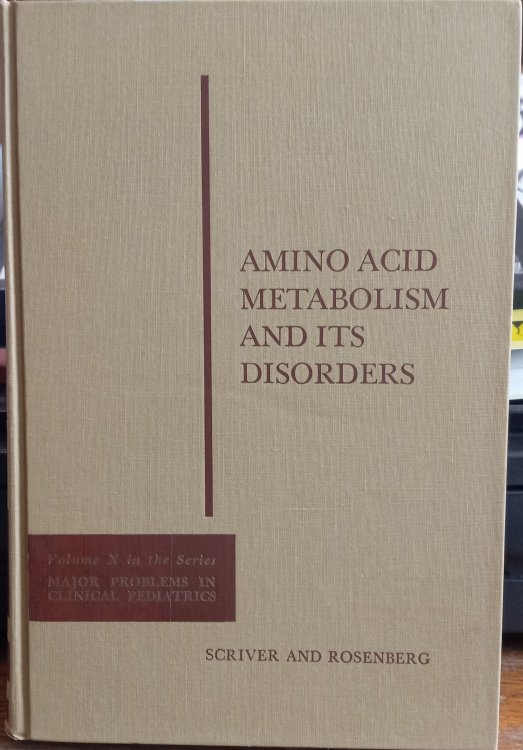 AMINO ACID
METABOLISM
AND ITS
DISORDERS
Volume X in the Series
MAJOR PROBLEMS IN
CLINICAL PEDIATRICS
SCRIVER AND ROSENBERG